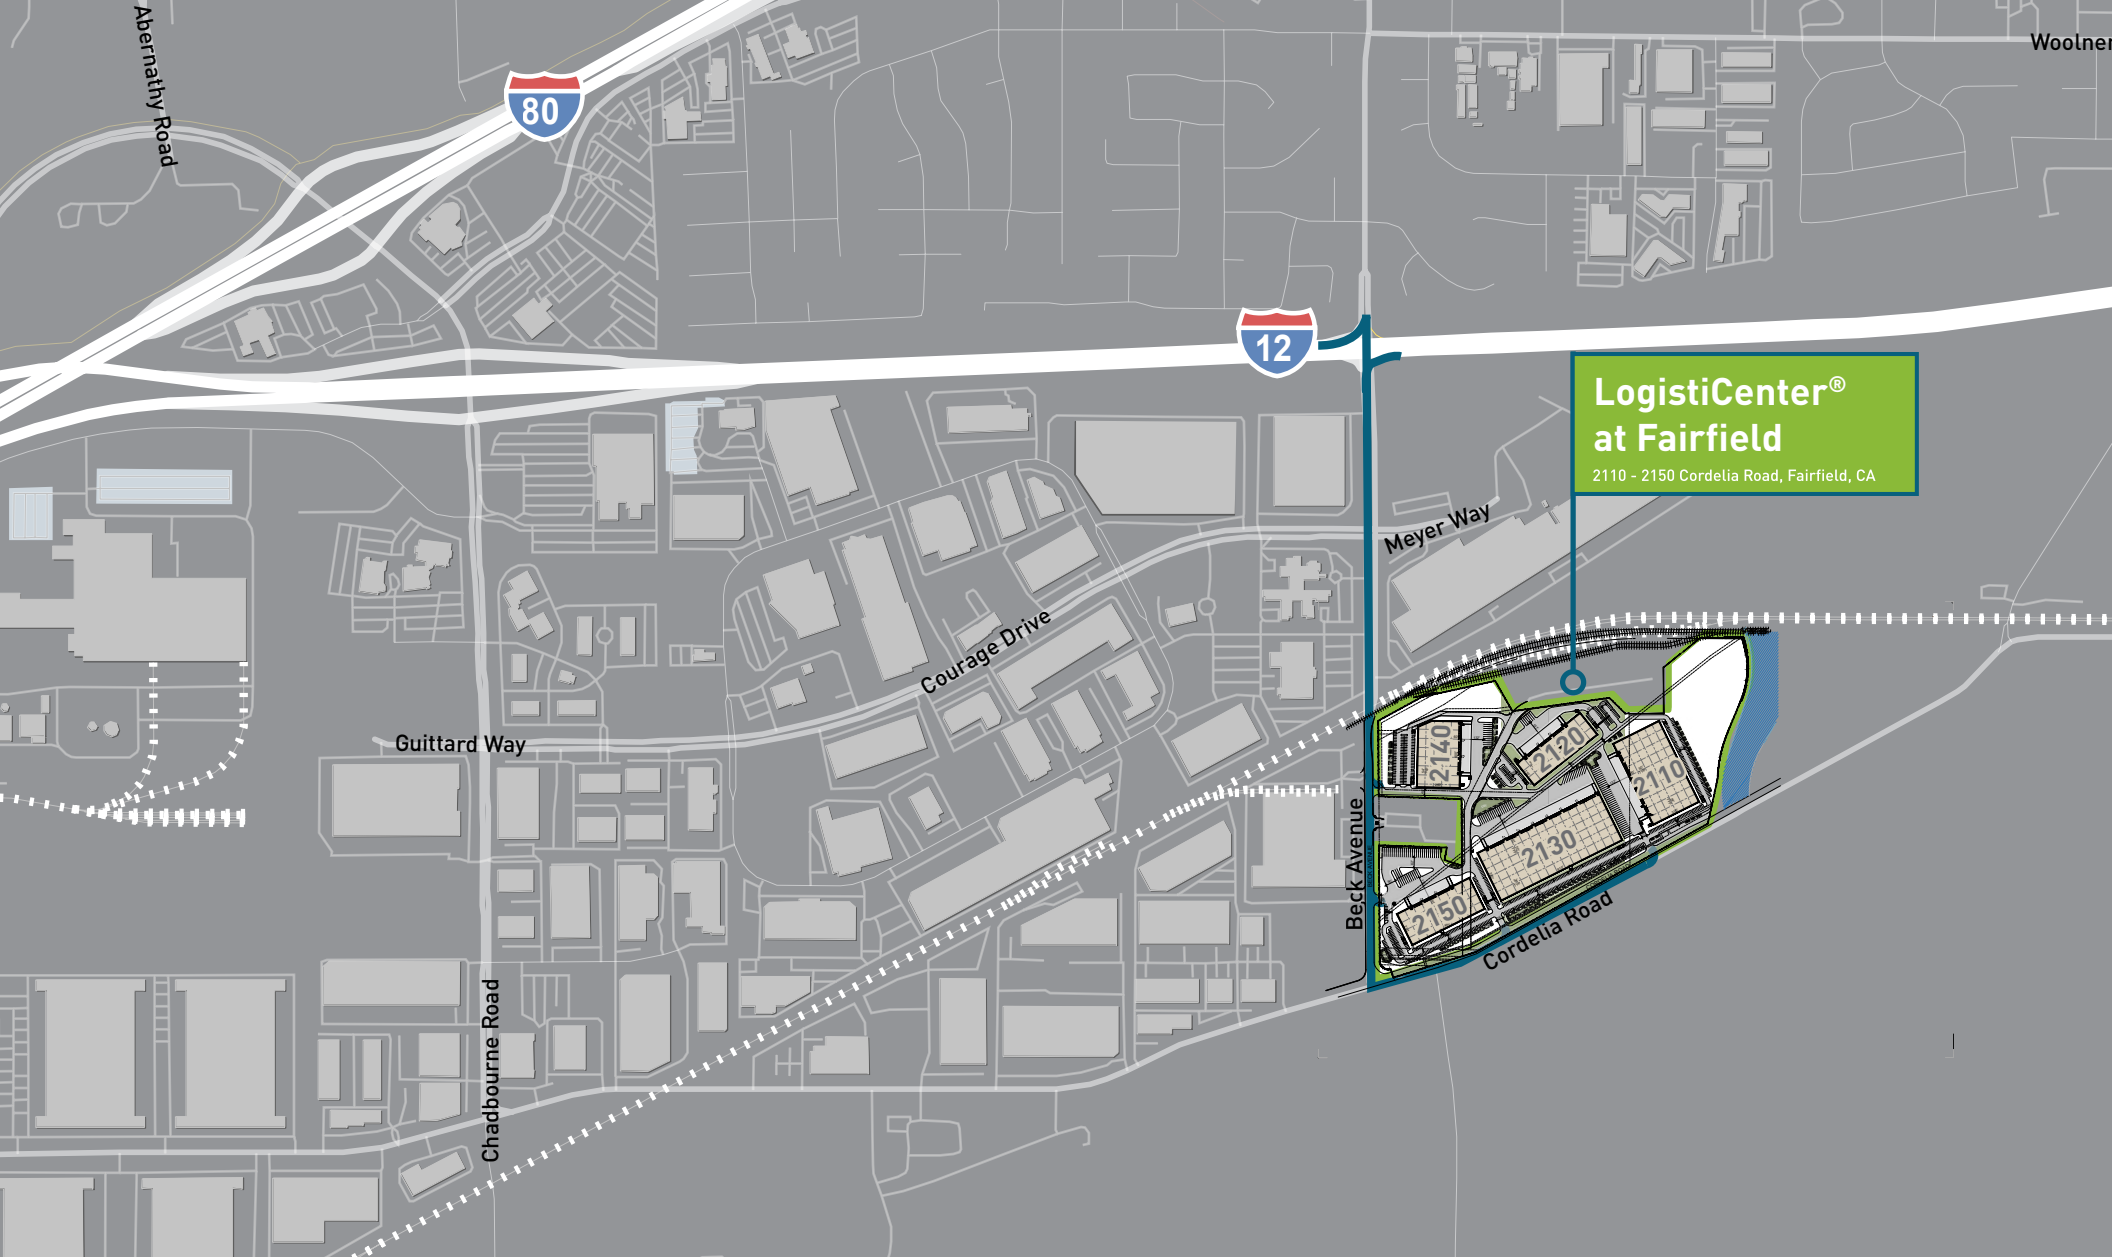 Abernathy Road
Woolner
80
12
LogistiCenter®
at Fairfield
2110 - 2150 Cordelia Road, Fairfield, CA
Meyer Way
Courage Drive
Guittard Way
2140
2120
2110
2130
2150
Beck Avenue
Cordelia Road
Chadbourne Road